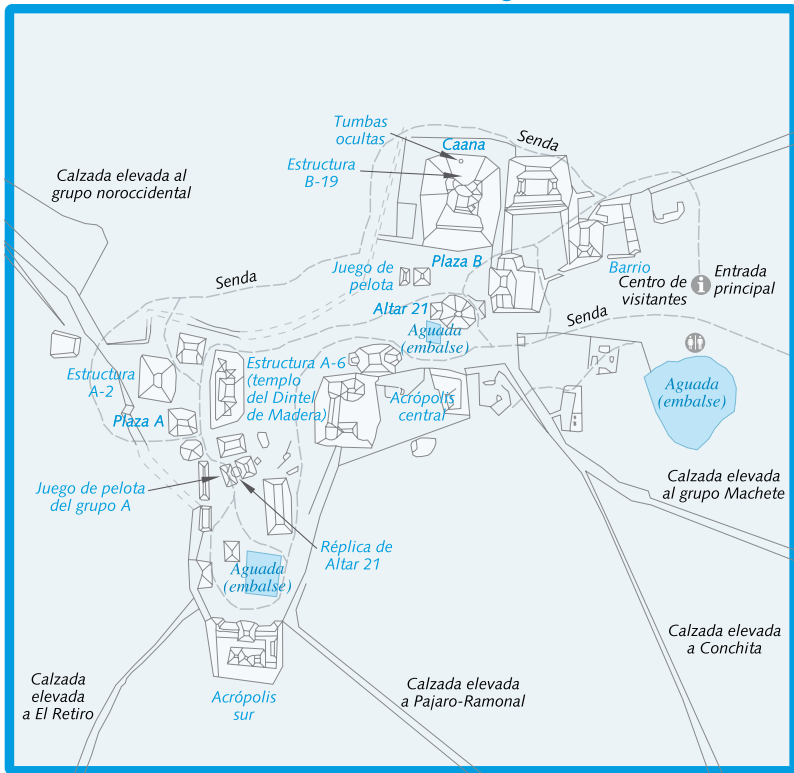 Tumbas
ocultas
Caana
Senda
Estructura
B-19
Calzada elevada al
grupo noroccidental
Senda
Juego de
pelota
Plaza B
Barrio
Centro de
visitantes
Entrada
principal
Altar 21
Senda
Aguada
(embalse)
Estructura
A-2
Estructura A-6
(templo
del Dintel
de Madera)
Acrópolis
central
Aguada
(embalse)
Plaza A
Juego de pelota
del grupo A
Calzada elevada
al grupo Machete
Réplica de
Altar 21
Aguada
(embalse)
Calzada elevada
a Conchita
Calzada
elevada
a El Retiro
Acrópolis
sur
Calzada elevada
a Pajaro-Ramonal